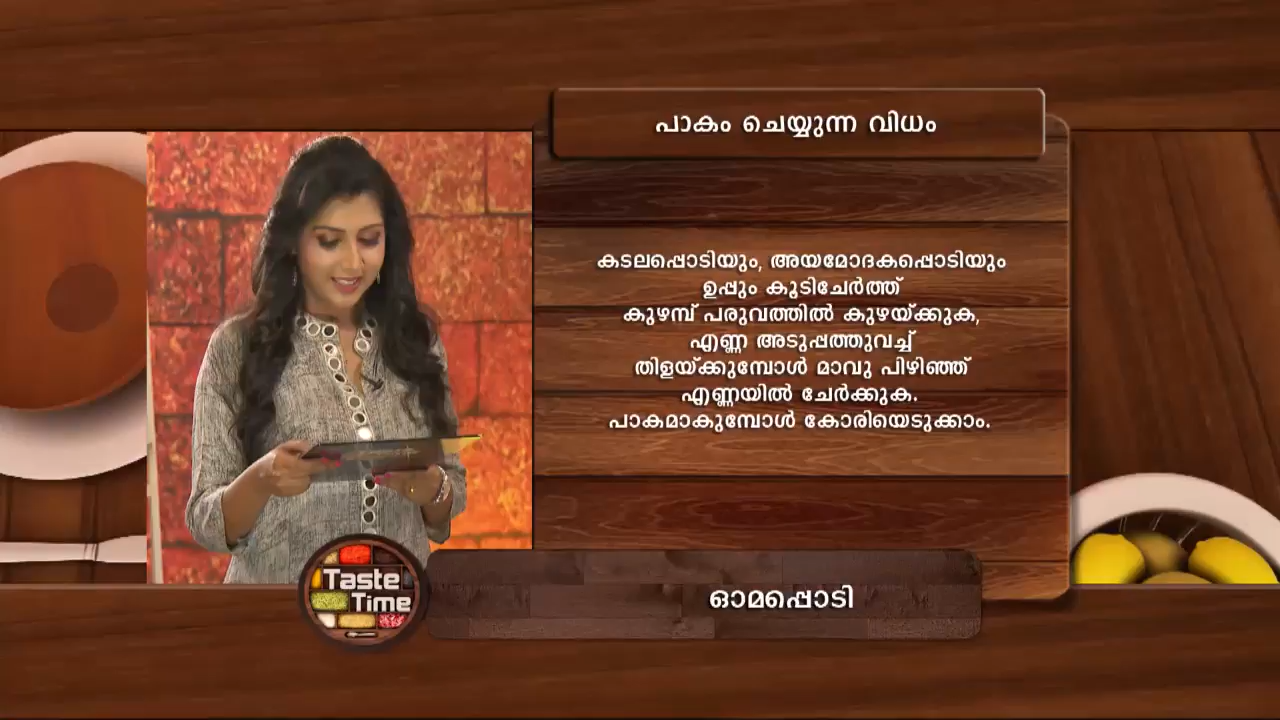 പാകം ചെയ്യുന്ന വിധം
കടലപ്പൊടിയും, അയമോദകപ്പൊടിയും
ഉപ്പും കൂടിചേർത്ത്
കുഴമ്പ് പരുവത്തിൽ കുഴയ്ക്കുക,
എണ്ണ അടുപ്പത്തുവച്ച്
തിളയ്ക്കുമ്പോൾ മാവു പിഴിഞ്ഞ്
എണ്ണയിൽ ചേർക്കുക.
പാകമാകുമ്പോൾ കോരിയെടുക്കാം.
Taste
Time
ഓമപ്പൊടി